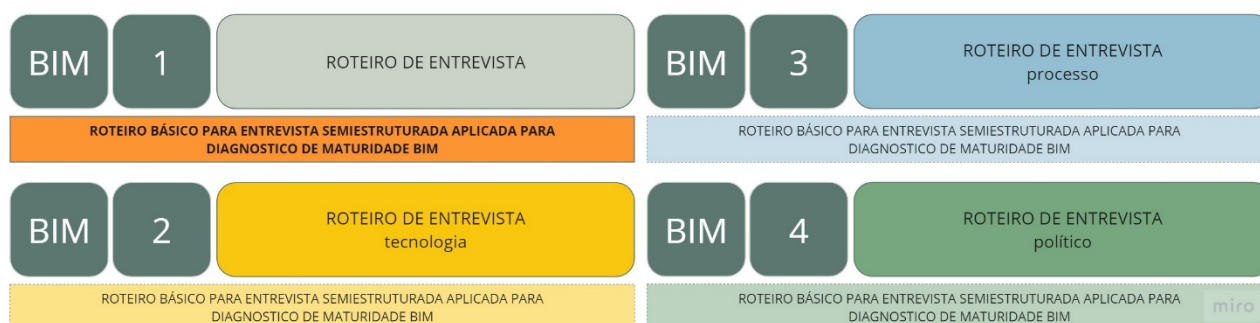 BIM
1
ROTEIRO DE ENTREVISTA
ROTEIRO BÁSICO PARA ENTREVISTA SEMIESTRUTURADA APLICADA PARA
DIAGNOSTICO DE MATURIDADE BIM
BIM
2
ROTEIRO DE ENTREVISTA
tecnologia
ROTEIRO BÁSICO PARA ENTREVISTA SEMIESTRUTURADA APLICADA PARA
DIAGNOSTICO DE MATURIDADE BIM
BIM
3
ROTEIRO DE ENTREVISTA
processo
ROTEIRO BÁSICO PARA ENTREVISTA SEMIESTRUTURADA APLICADA PARA
DIAGNOSTICO DE MATURIDADE BIM
BIM
4
ROTEIRO DE ENTREVISTA
político
ROTEIRO BÁSICO PARA ENTREVISTA SEMIESTRUTURADA APLICADA PARA
DIAGNOSTICO DE MATURIDADE BIM
miro